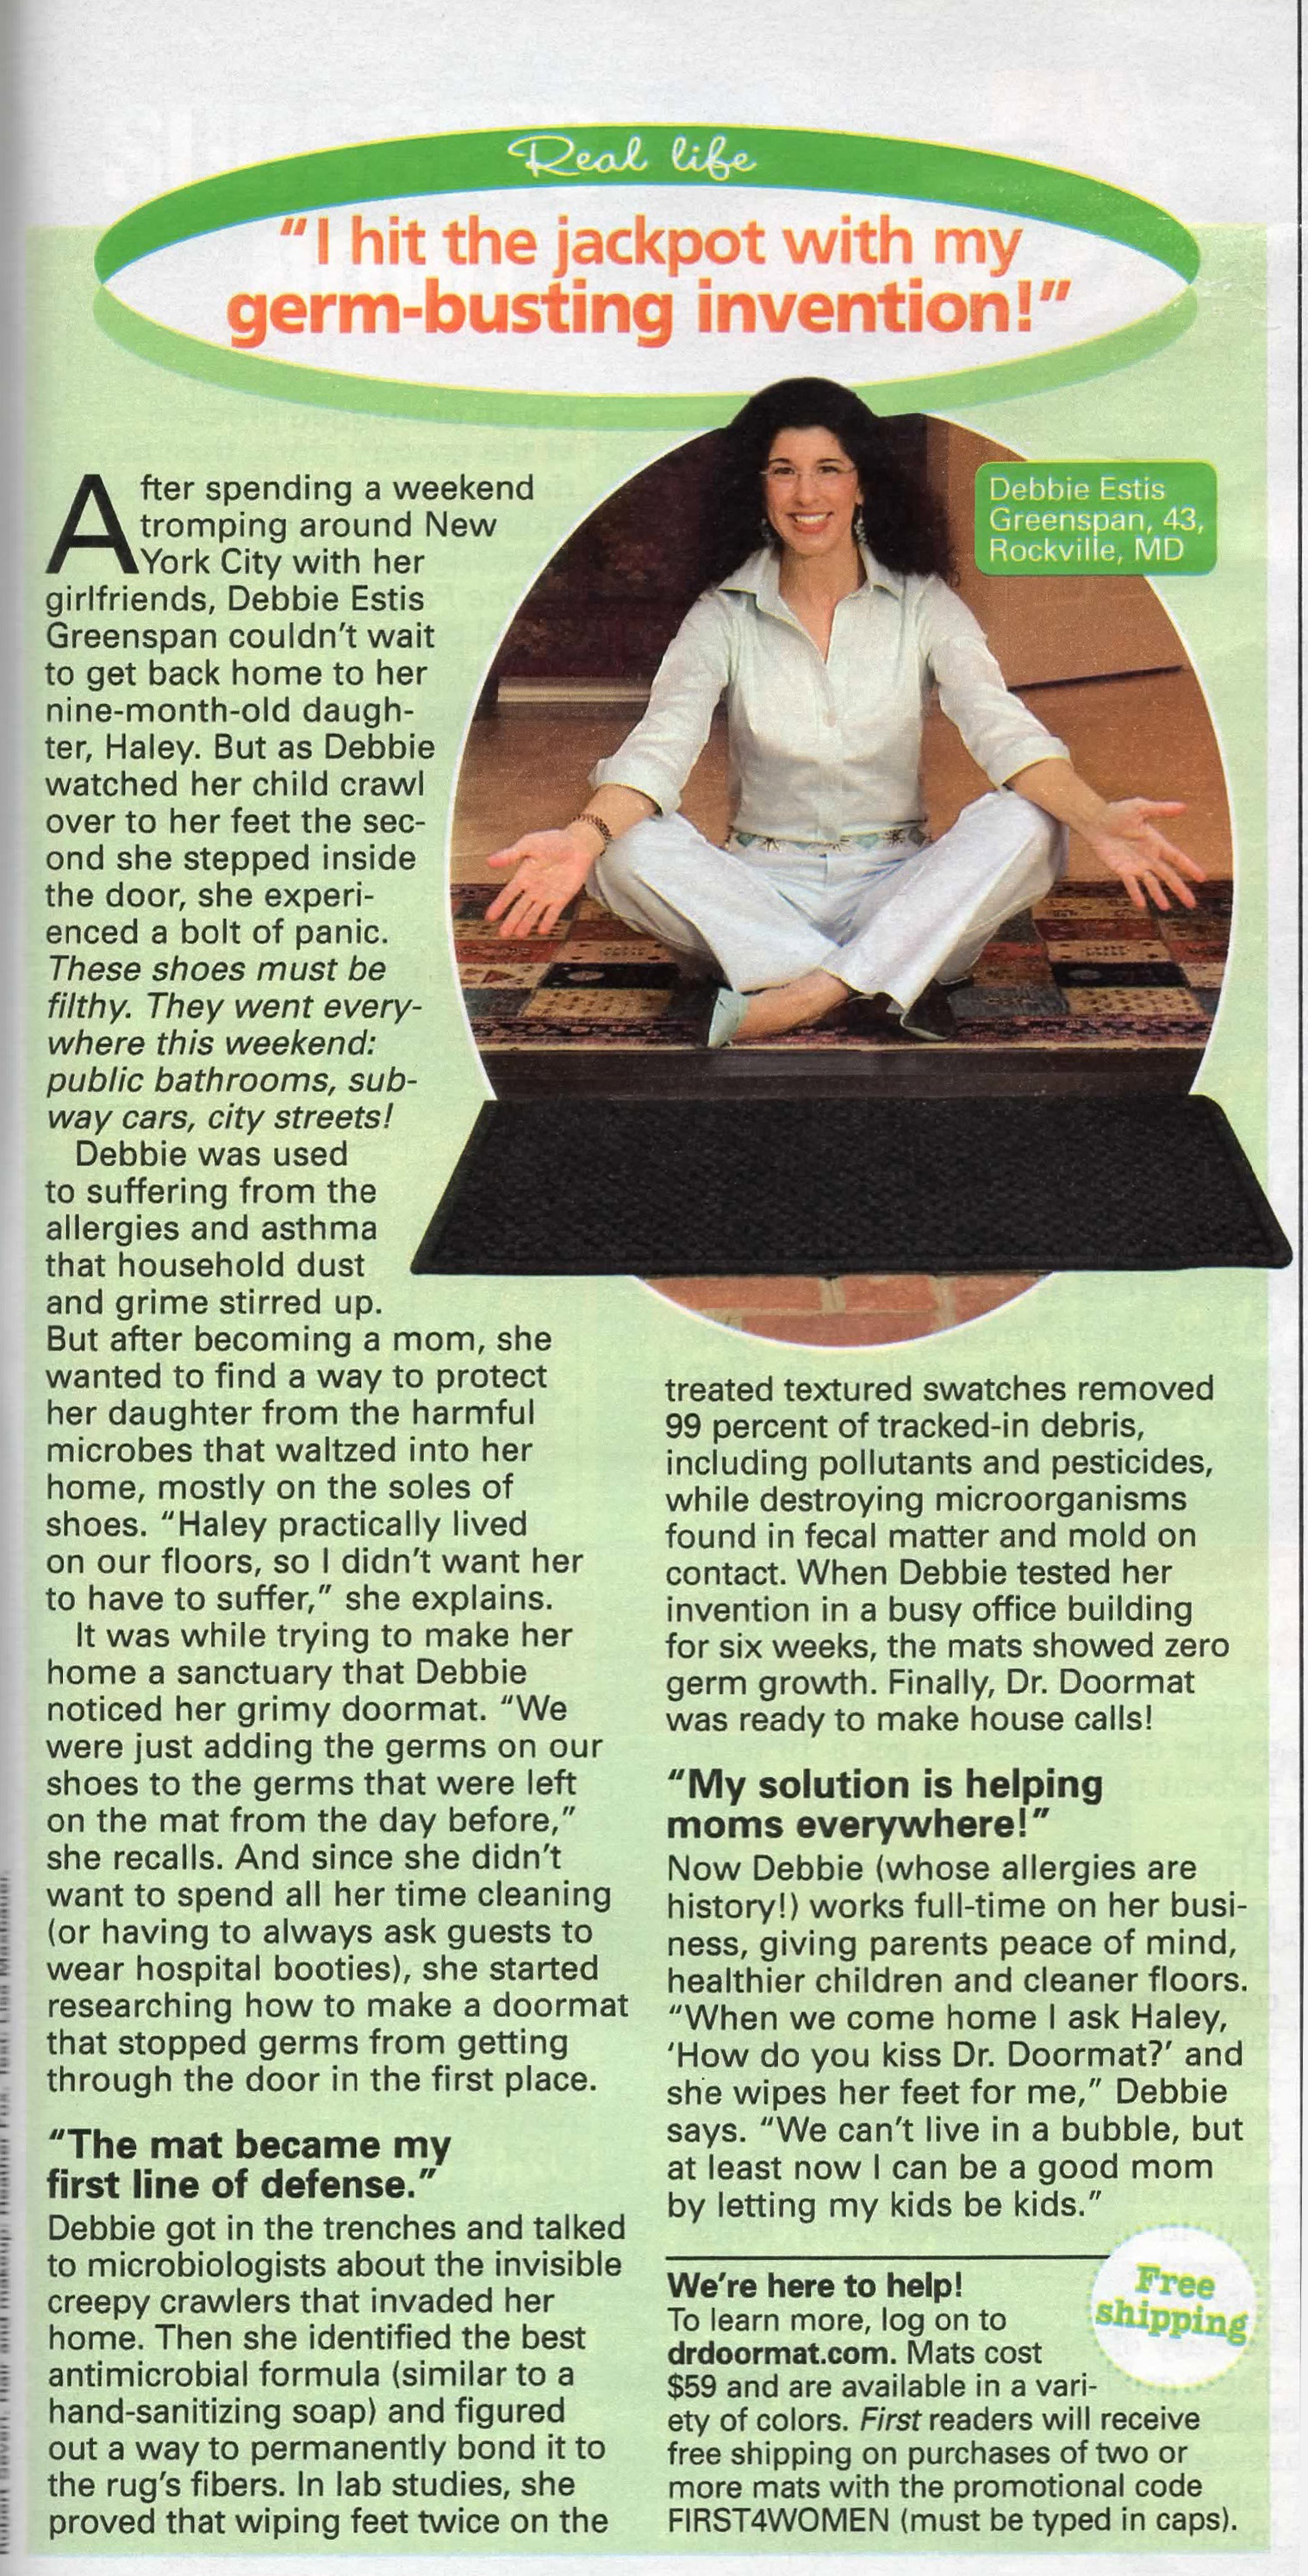 Real life
“I hit the jackpot with my
germ-busting invention!”
Debbie Estis
Greenspan, 43,
Rockville, MD
After spending a weekend
tromping around New
York City with her
girlfriends, Debbie Estis
Greenspan couldn’t wait
to get back home to her
nine-month-old daugh-
ter, Haley. But as Debbie
watched her child crawl
over to her feet the sec-
ond she stepped inside
the door, she experi-
enced a bolt of panic.
These shoes must be
filthy. They went every-
where this weekend:
public bathrooms, sub-
way cars, city streets!
Debbie was used
to suffering from the
allergies and asthma
that household dust
and grime stirred up.
But after becoming a mom, she
wanted to find a way to protect
her daughter from the harmful
microbes that waltzed into her
home, mostly on the soles of
shoes. “Haley practically lived
on our floors, so I didn’t want her
to have to suffer,” she explains.
It was while trying to make her
home a sanctuary that Debbie
noticed her grimy doormat. “We
were just adding the germs on our
shoes to the germs that were left
on the mat from the day before,”
she recalls. And since she didn’t
want to spend all her time cleaning
(or having to always ask guests to
wear hospital booties), she started
researching how to make a doormat
that stopped germs from getting
through the door in the first place.
“The mat became my
first line of defense.”
Debbie got in the trenches and talked
to microbiologists about the invisible
creepy crawlers that invaded her
home. Then she identified the best
antimicrobial formula (similar to a
hand-sanitizing soap) and figured
out a way to permanently bond it to
the rug’s fibers. In lab studies, she
proved that wiping feet twice on the
treated textured swatches removed
99 percent of tracked-in debris,
including pollutants and pesticides,
while destroying microorganisms
found in fecal matter and mold on
contact. When Debbie tested her
invention in a busy office building
for six weeks, the mats showed zero
germ growth. Finally, Dr. Doormat
was ready to make house calls!
“My solution is helping
moms everywhere!”
Now Debbie (whose allergies are
history!) works full-time on her busi-
ness, giving parents peace of mind,
healthier children and cleaner floors.
“When we come home I ask Haley,
‘How do you kiss Dr. Doormat?’ and
she wipes her feet for me,” Debbie
says. “We can’t live in a bubble, but
at least now I can be a good mom
by letting my kids be kids.”
We’re here to help!
To learn more, log on to
drdoormat.com. Mats cost
$59 and are available in a vari-
ety of colors. First readers will receive
free shipping on purchases of two or
more mats with the promotional code
FIRST4WOMEN (must be typed in caps).
Free
shipping